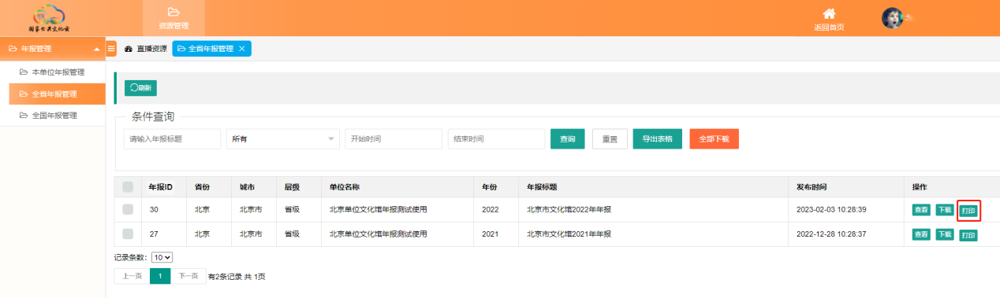 国家公共文化云
资源管理
返回首页
年报管理
直播资源
全省年报管理
本单位年报管理
全省年报管理
全国年报管理
刷新
条件查询
请输入年报标题 所有 开始时间 结束时间 查询 重置 导出表格 全部下载
年报ID 省份 城市 层级 单位名称 年份 年报标题 发布时间 操作
30 北京 北京市 省级 北京单位文化馆年报测试使用 2022 北京市文化馆2022年年报 2023-02-03 10:28:39 查看 下载 打印
27 北京 北京市 省级 北京单位文化馆年报测试使用 2021 北京市文化馆2021年年报 2022-12-28 10:28:37 查看 下载 打印
记录条数: 10
上一页 1 下一页 有2条记录 共 1页